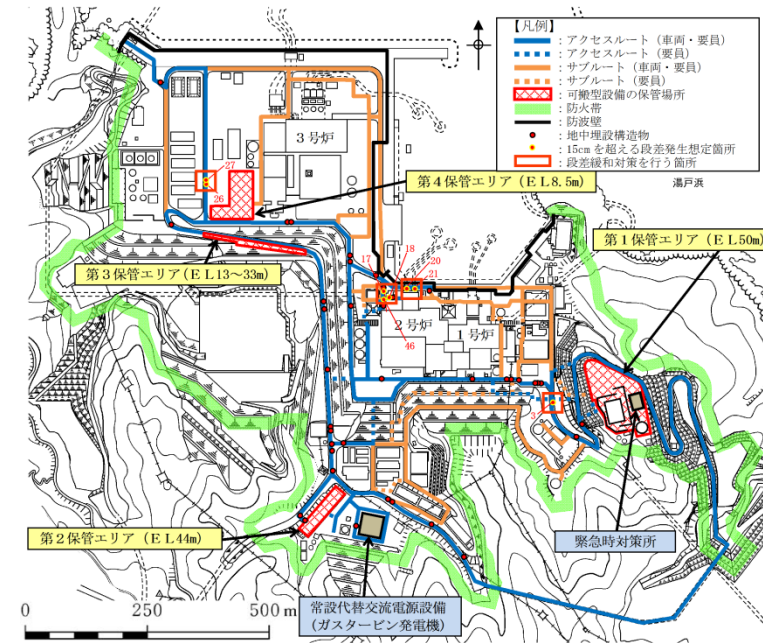 【凡例】
：アクセスルート（車両・要員）
：アクセスルート（要員）
：サブルート（車両・要員）
：サブルート（要員）
：可搬型設備の保管場所
：防火帯
：防波壁
：地中埋設構造物
：15cmを超える段差発生想定箇所
：段差緩和対策を行う箇所
3号炉
27
26
第4保管エリア（EL8.5m）
湯戸浜
第1保管エリア（EL50m）
第3保管エリア（EL13～33m）
17
18
20
21
2号炉
1号炉
46
3
第2保管エリア（EL44m）
緊急時対策所
常設代替交流電源設備
（ガスタービン発電機）
0 250 500 m